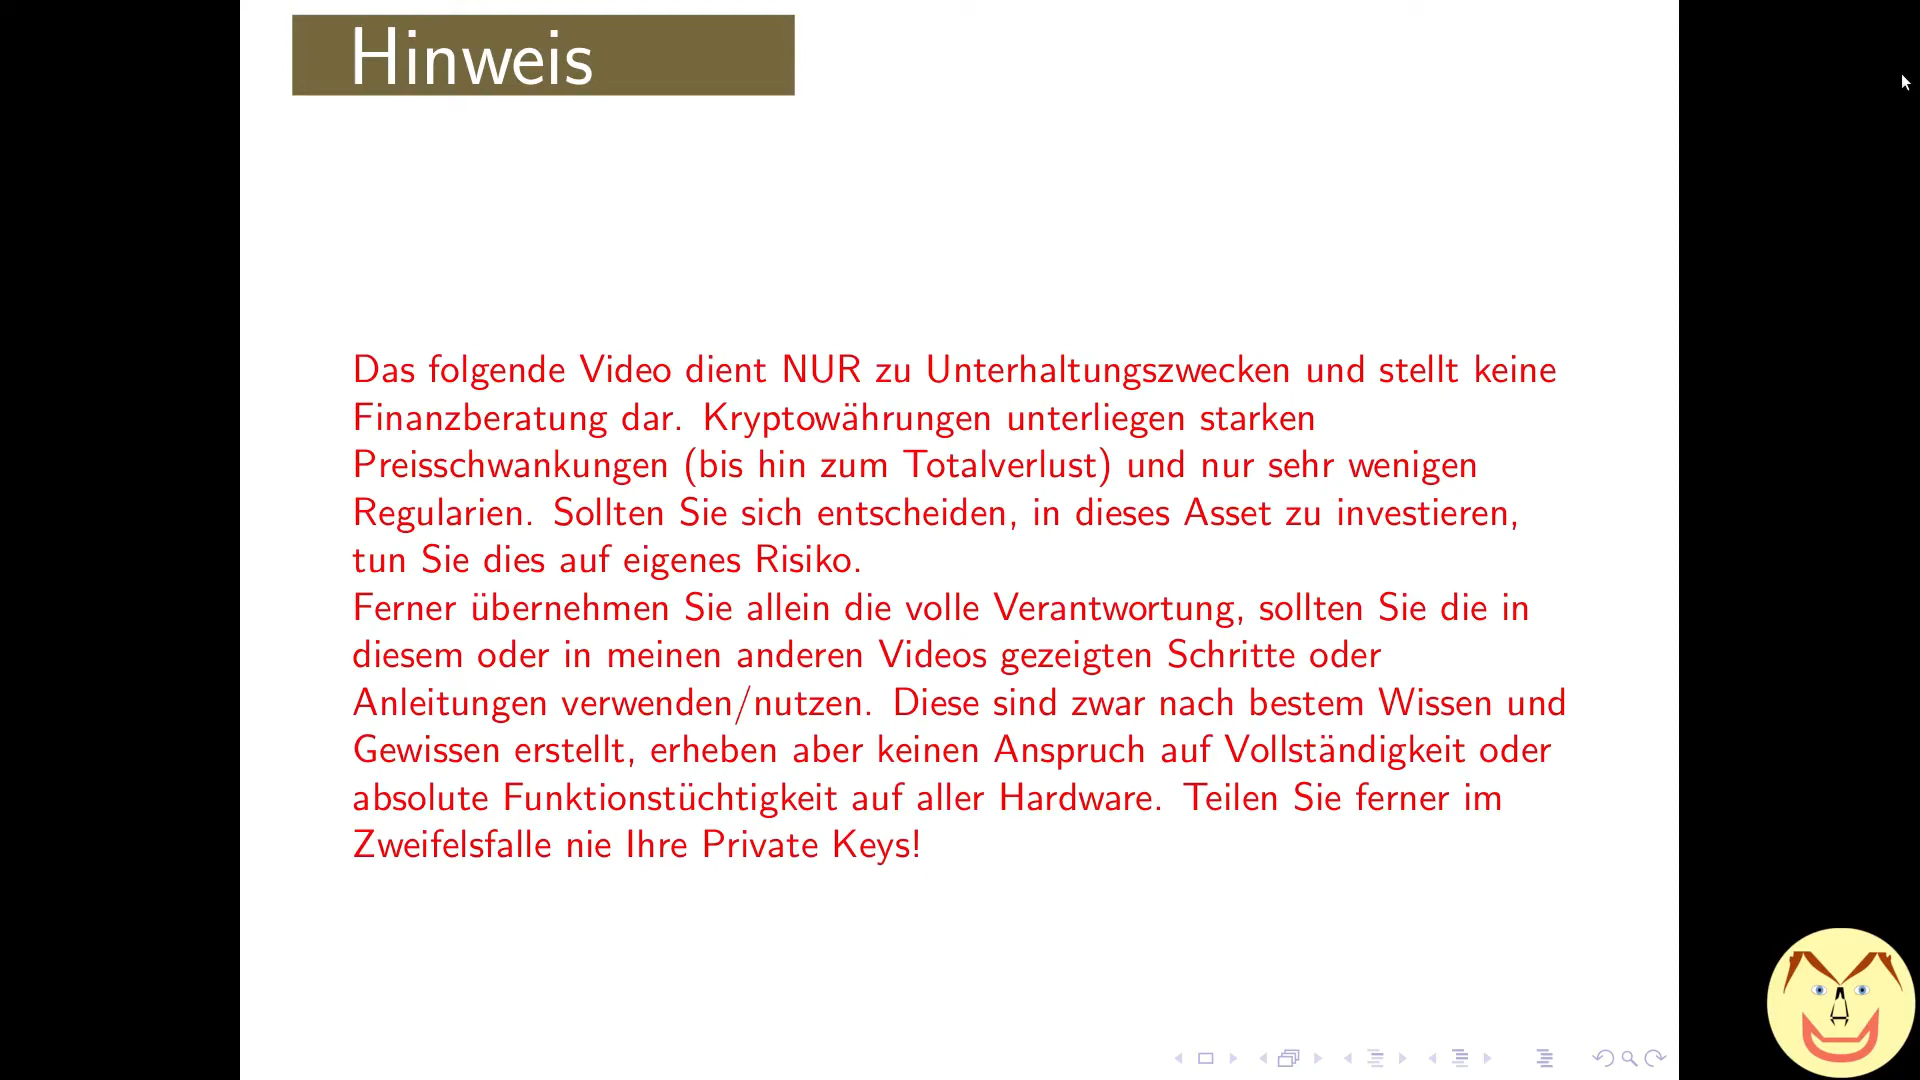 Hinweis
Das folgende Video dient NUR zu Unterhaltungszwecken und stellt keine
Finanzberatung dar. Kryptowährungen unterliegen starken
Preisschwankungen (bis hin zum Totalverlust) und nur sehr wenigen
Regularien. Sollten Sie sich entscheiden, in dieses Asset zu investieren,
tun Sie dies auf eigenes Risiko.
Ferner übernehmen Sie allein die volle Verantwortung, sollten Sie die in
diesem oder in meinen anderen Videos gezeigten Schritte oder
Anleitungen verwenden/nutzen. Diese sind zwar nach bestem Wissen und
Gewissen erstellt, erheben aber keinen Anspruch auf Vollständigkeit oder
absolute Funktionstüchtigkeit auf aller Hardware. Teilen Sie ferner im
Zweifelsfalle nie Ihre Private Keys!